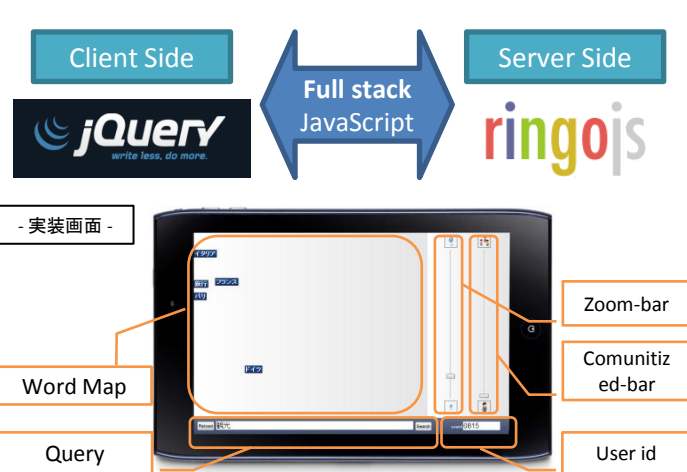 Client Side
Server Side
Full stack
JavaScript
jQuery
write less, do more.
ringojs
- 実装画面 -
イタリア
旅行
フランス
パリ
ドイツ
Zoom-bar
Comunitiz
ed-bar
Word Map
Reload
観光
Search
0815
Query
User id